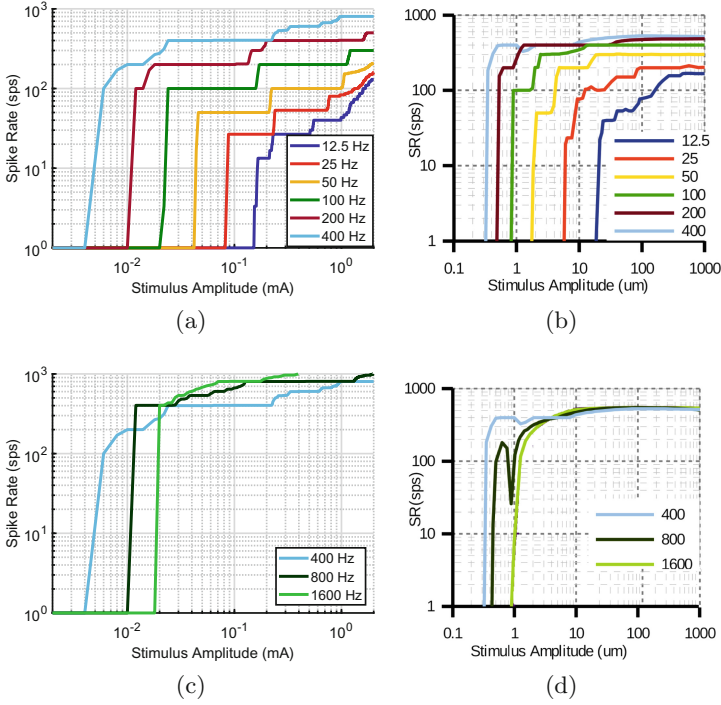 10^3
10^2
10^1
10^0
Spike Rate (sps)
12.5 Hz
25 Hz
50 Hz
100 Hz
200 Hz
400 Hz
10^-2
10^-1
10^0
Stimulus Amplitude (mA)
(a)
1000
100
10
1
SR (sps)
12.5
25
50
100
200
400
0.1
1
10
100
1000
Stimulus Amplitude (um)
(b)
10^3
10^2
10^1
10^0
Spike Rate (sps)
400 Hz
800 Hz
1600 Hz
10^-2
10^-1
10^0
Stimulus Amplitude (mA)
(c)
1000
100
10
1
SR(sps)
400
800
1600
0.1
1
10
100
1000
Stimulus Amplitude (um)
(d)